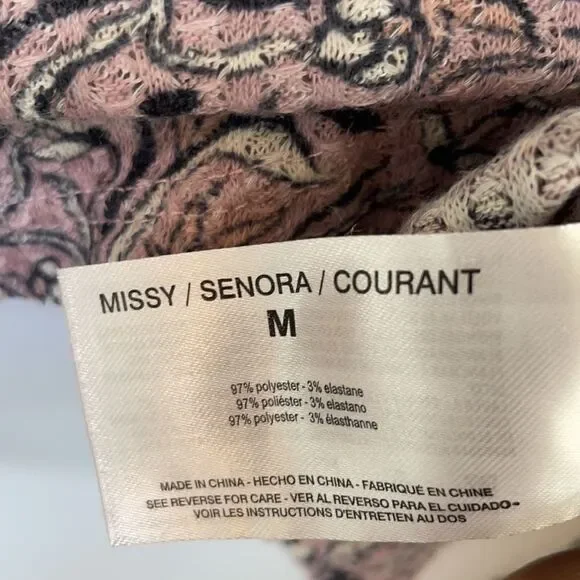 MISSY / SENORA / COURANT
M
97% polyester - 3% elastane
97% poliéster - 3% elastano
97% polyester - 3% élasthanne
MADE IN CHINA - HECHO EN CHINA - FABRIQUÉ EN CHINE
SEE REVERSE FOR CARE - VER AL REVERSO PARA EL CUIDADO -
VOIR LES INSTRUCTIONS D'ENTRETIEN AU DOS